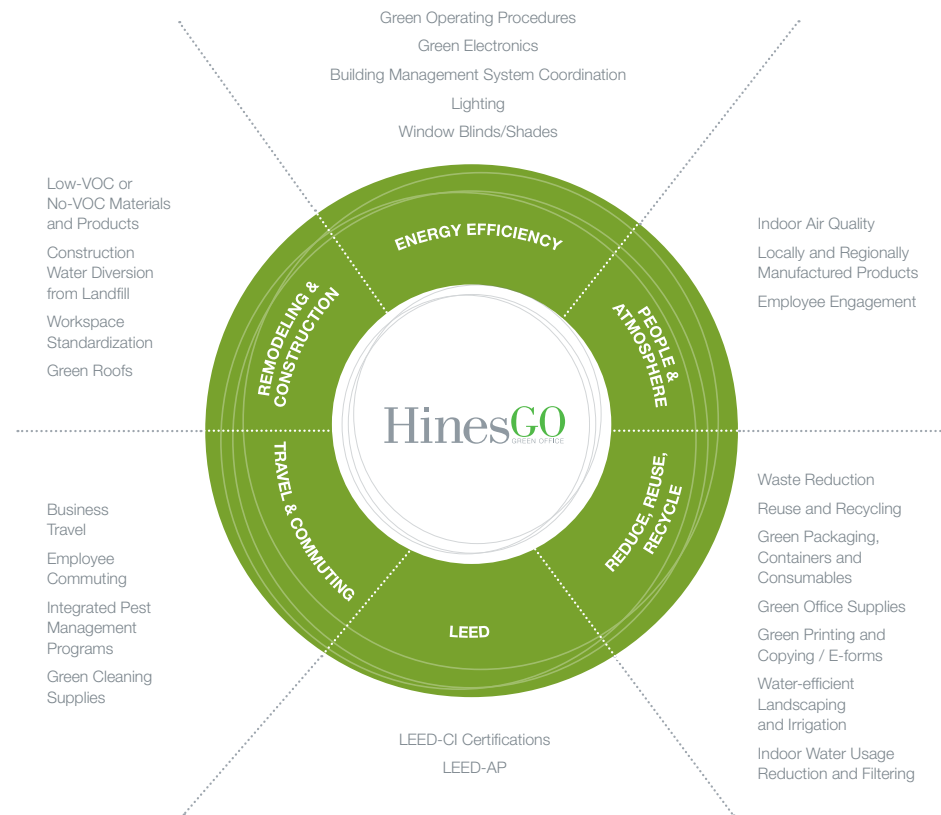 Green Operating Procedures
Green Electronics
Building Management System Coordination
Lighting
Window Blinds/Shades
ENERGY EFFICIENCY
Indoor Air Quality
Locally and Regionally
Manufactured Products
Employee Engagement
PEOPLE &
ATMOSPHERE
Waste Reduction
Reuse and Recycling
Green Packaging,
Containers and
Consumables
Green Office Supplies
Green Printing and
Copying / E-forms
Water-efficient
Landscaping
and Irrigation
Indoor Water Usage
Reduction and Filtering
REDUCE, REUSE,
RECYCLE
LEED
LEED-CI Certifications
LEED-AP
TRAVEL & COMMUTING
Business
Travel
Employee
Commuting
Integrated Pest
Management
Programs
Green Cleaning
Supplies
REMODELING &
CONSTRUCTION
Low-VOC or
No-VOC Materials
and Products
Construction
Water Diversion
from Landfill
Workspace
Standardization
Green Roofs
HinesGO
GREEN OFFICE